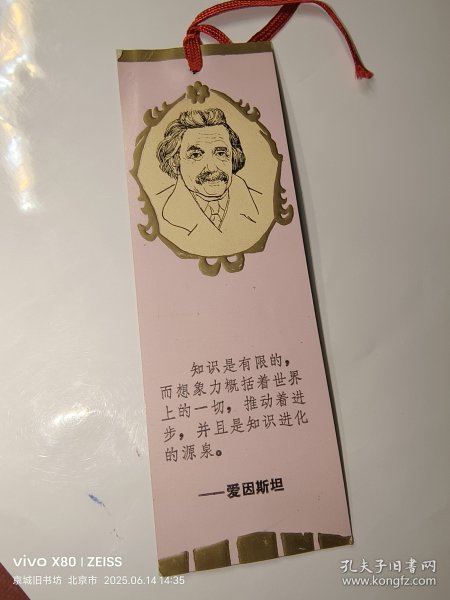 知识是有限的，
而想象力概括着世界
上的一切，推动着进
步，并且是知识进化
的源泉。
——爱因斯坦
vivo X80 | ZEISS
京城旧书坊 北京市 2025.06.14 14:35
孔夫子旧书网
www.kongfz.com